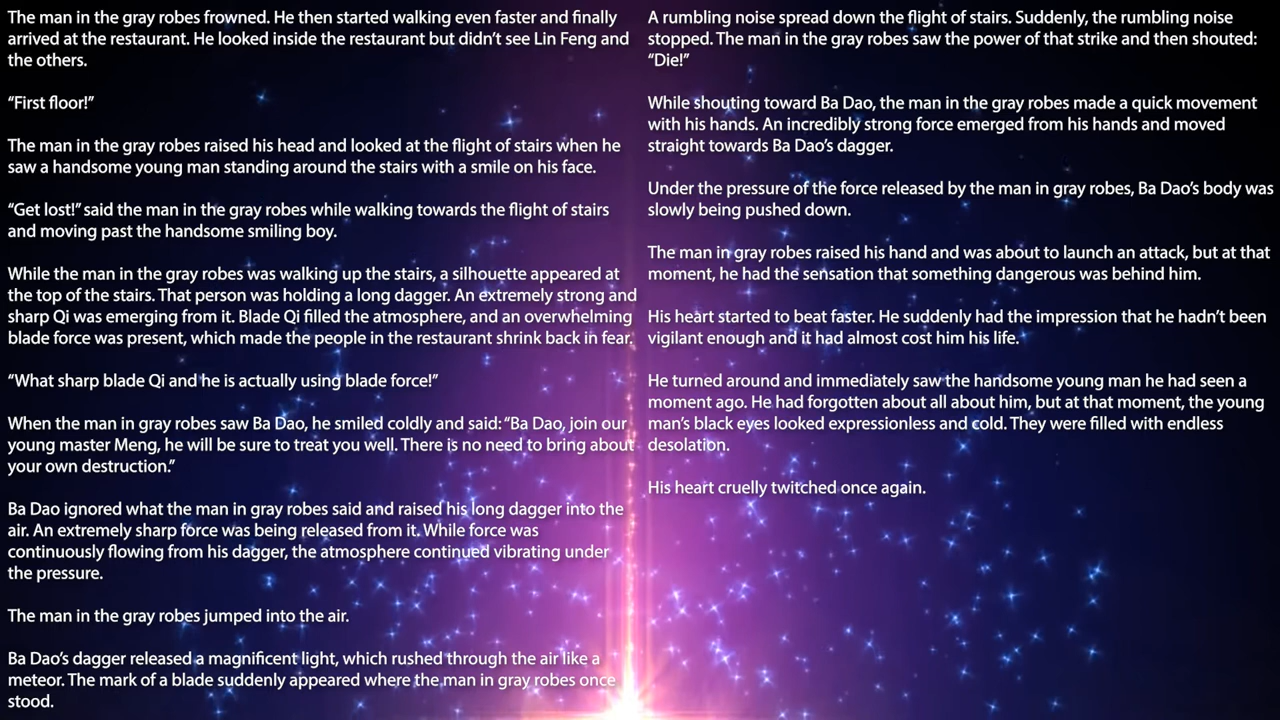 The man in the gray robes frowned. He then started walking even faster and finally
arrived at the restaurant. He looked inside the restaurant but didn’t see Lin Feng and
the others.
“First floor!”
The man in the gray robes raised his head and looked at the flight of stairs when he
saw a handsome young man standing around the stairs with a smile on his face.
“Get lost!” said the man in the gray robes while walking towards the flight of stairs
and moving past the handsome smiling boy.
While the man in the gray robes was walking up the stairs, a silhouette appeared at
the top of the stairs. That person was holding a long dagger. An extremely strong and
sharp Qi was emerging from it. Blade Qi filled the atmosphere, and an overwhelming
blade force was present, which made the people in the restaurant shrink back in fear.
“What sharp blade Qi and he is actually using blade force!”
When the man in gray robes saw Ba Dao, he smiled coldly and said: “Ba Dao, join our
young master Meng, he will be sure to treat you well. There is no need to bring about
your own destruction.”
Ba Dao ignored what the man in gray robes said and raised his long dagger into the
air. An extremely sharp force was being released from it. While force was
continuously flowing from his dagger, the atmosphere continued vibrating under
the pressure.
The man in the gray robes jumped into the air.
Ba Dao’s dagger released a magnificent light, which rushed through the air like a
meteor. The mark of a blade suddenly appeared where the man in gray robes once
stood.
A rumbling noise spread down the flight of stairs. Suddenly, the rumbling noise
stopped. The man in the gray robes saw the power of that strike and then shouted:
“Die!”
While shouting toward Ba Dao, the man in the gray robes made a quick movement
with his hands. An incredibly strong force emerged from his hands and moved
straight towards Ba Dao’s dagger.
Under the pressure of the force released by the man in gray robes, Ba Dao’s body was
slowly being pushed down.
The man in gray robes raised his hand and was about to launch an attack, but at that
moment, he had the sensation that something dangerous was behind him.
His heart started to beat faster. He suddenly had the impression that he hadn’t been
vigilant enough and it had almost cost him his life.
He turned around and immediately saw the handsome young man he had seen a
moment ago. He had forgotten about all about him, but at that moment, the young
man’s black eyes looked expressionless and cold. They were filled with endless
desolation.
His heart cruelly twitched once again.